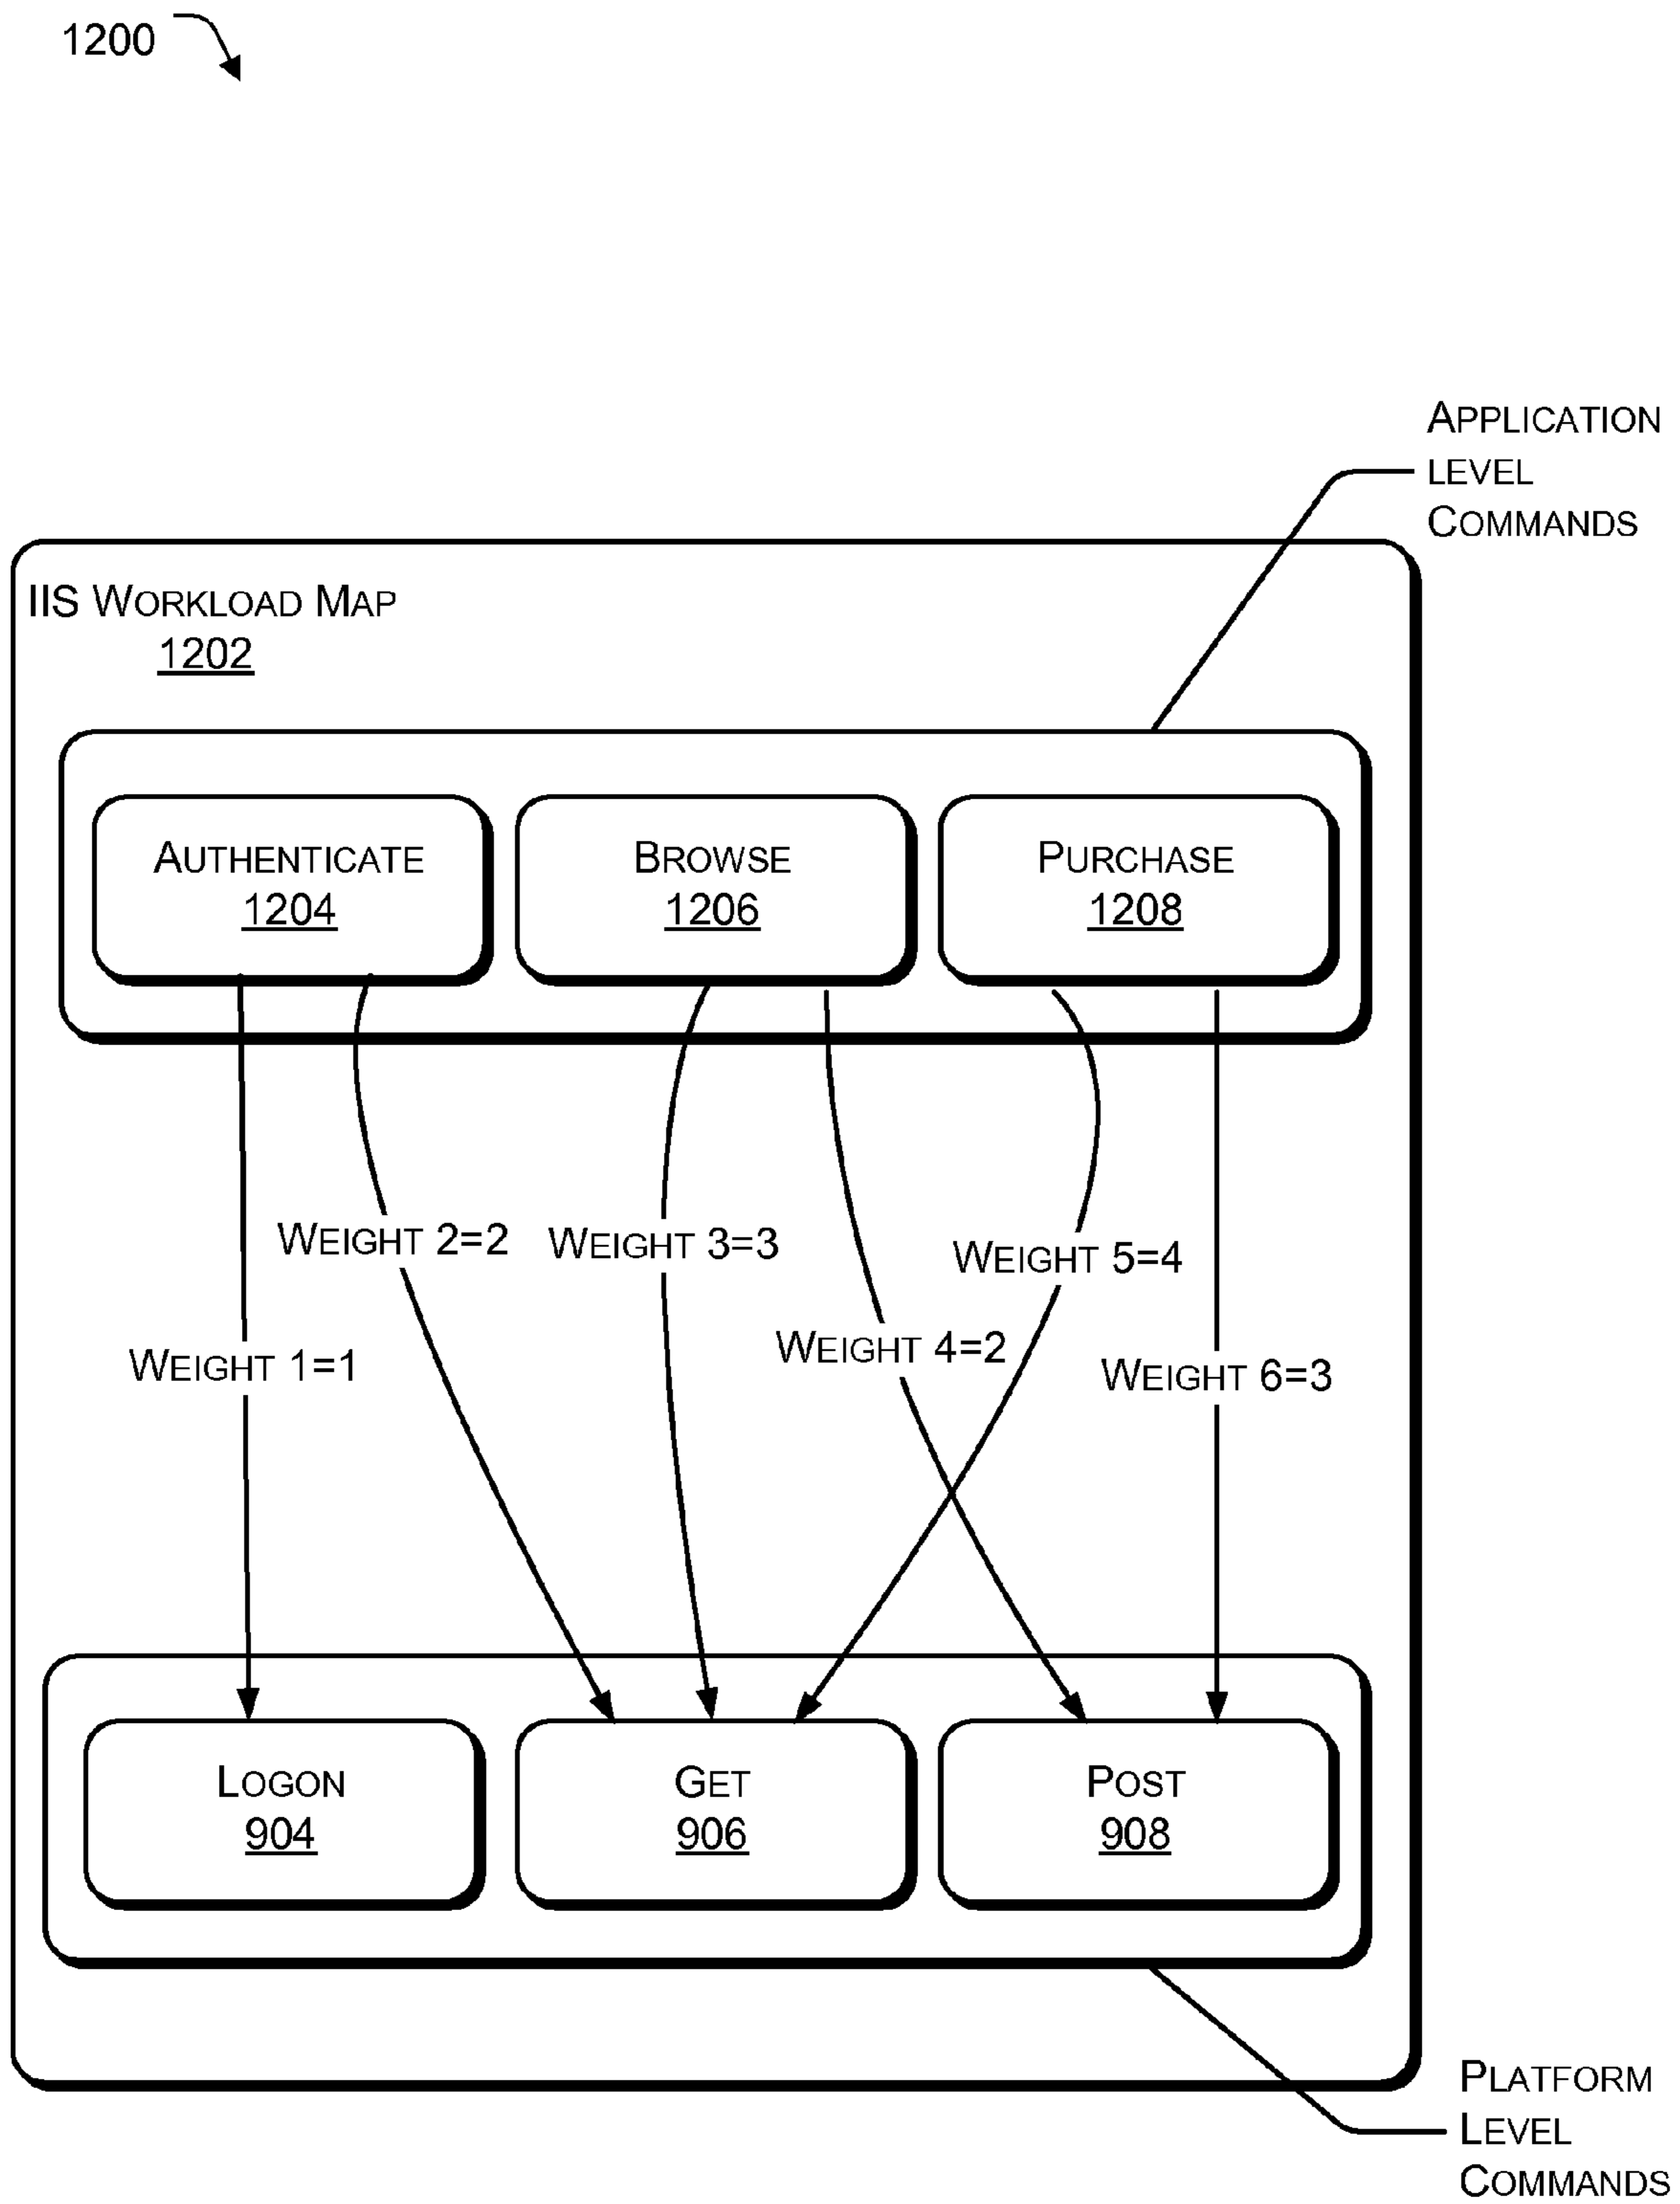 1200
APPLICATION
LEVEL
COMMANDS
IIS WORKLOAD MAP
1202
AUTHENTICATE
1204
BROWSE
1206
PURCHASE
1208
WEIGHT 2=2
WEIGHT 3=3
WEIGHT 5=4
WEIGHT 4=2
WEIGHT 1=1
WEIGHT 6=3
LOGON
904
GET
906
POST
908
PLATFORM
LEVEL
COMMANDS